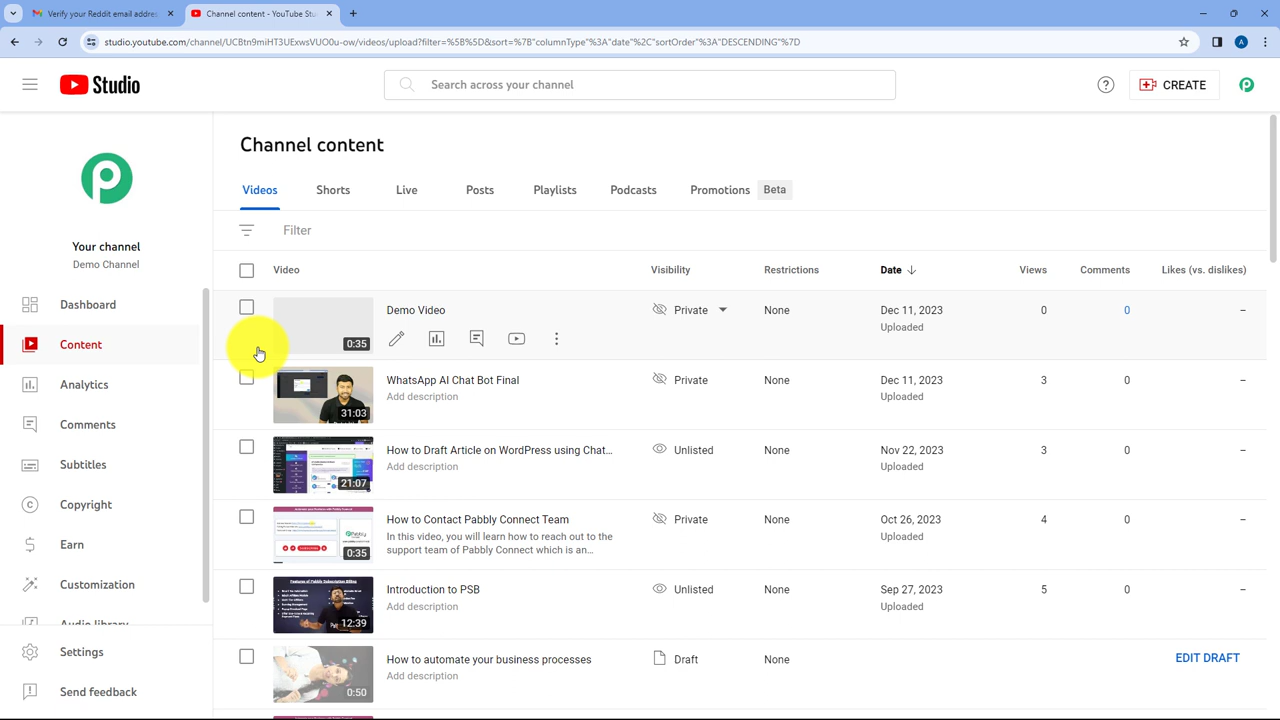 Verify your Reddit email addres
Channel content - YouTube Stu
studio.youtube.com/channel/UCBtn9miHT3UExwsVUO0u-ow/videos/upload?filter=%5B%5D&sort=%7B"columnType"%3A"date"%2C"sortOrder"%3A"DESCENDING"%7D
A
Studio
Search across your channel
CREATE
Your channel
Demo Channel
Dashboard
Content
Analytics
Comments
Subtitles
Copyright
Earn
Customization
Audio library
Settings
Send feedback
Channel content
Videos Shorts Live Posts Playlists Podcasts Promotions Beta
Filter
Video Visibility Restrictions Date Views Comments Likes (vs. dislikes)
Demo Video Private None Dec 11, 2023 0 0 –
Uploaded
0:35
WhatsApp AI Chat Bot Final Private None Dec 11, 2023 3 0 –
Add description Uploaded
31:03
How to Draft Article on WordPress using Chat... Unlisted None Nov 22, 2023 3 0 –
Add description Uploaded
21:07
How to Contact Pabbly Connect Team Private None Oct 26, 2023 4 0 –
In this video, you will learn how to reach out to the Uploaded
support team of Pabbly Connect which is an...
0:35
Introduction to PSB Unlisted None Sep 27, 2023 5 0 –
Add description Uploaded
12:39
How to automate your business processes Draft None EDIT DRAFT
Add description
0:50